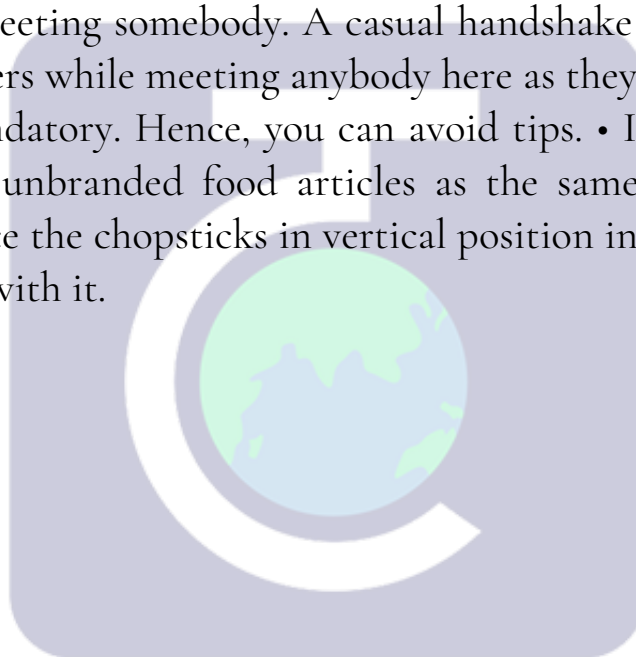 eeting somebody. A casual handshake
ers while meeting anybody here as they
ndatory. Hence, you can avoid tips. • I
unbranded food articles as the same
e the chopsticks in vertical position in
with it.